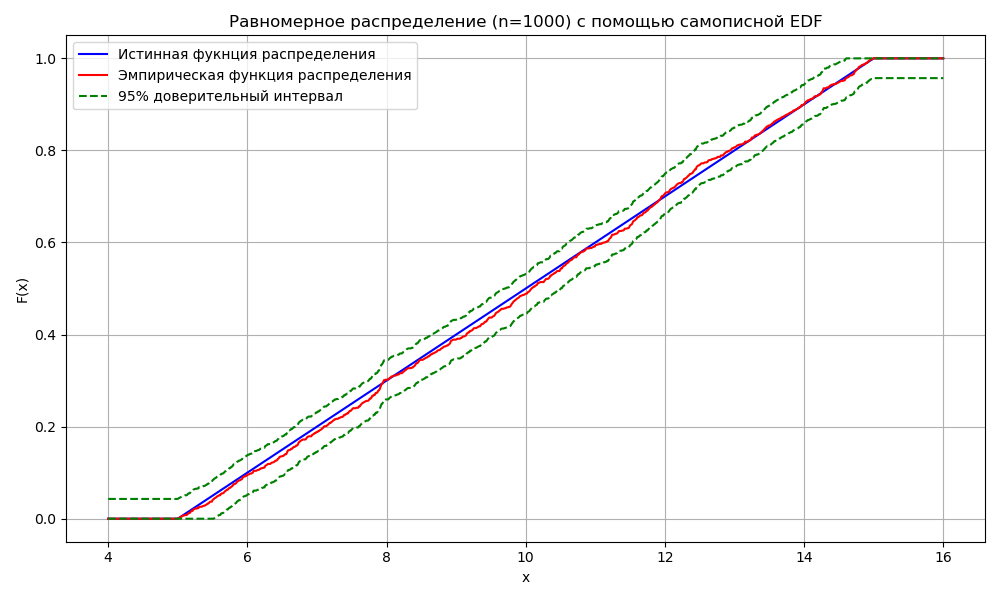 Равномерное распределение (n=1000) с помощью самописной EDF
Истинная фукнция распределения
Эмпирическая функция распределения
95% доверительный интервал
F(x)
1.0
0.8
0.6
0.4
0.2
0.0
4 6 8 10 12 14 16
x